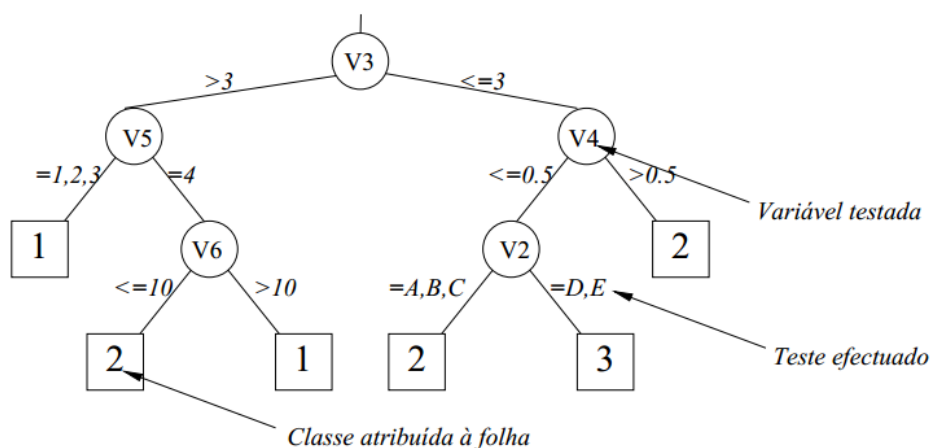 V3
>3
<=3
V5
V4
=1,2,3
=4
<=0.5
>0.5
Variável testada
1
V6
V2
2
<=10
>10
=A,B,C
=D,E
2
1
2
3
Teste efectuado
Classe atribuída à folha